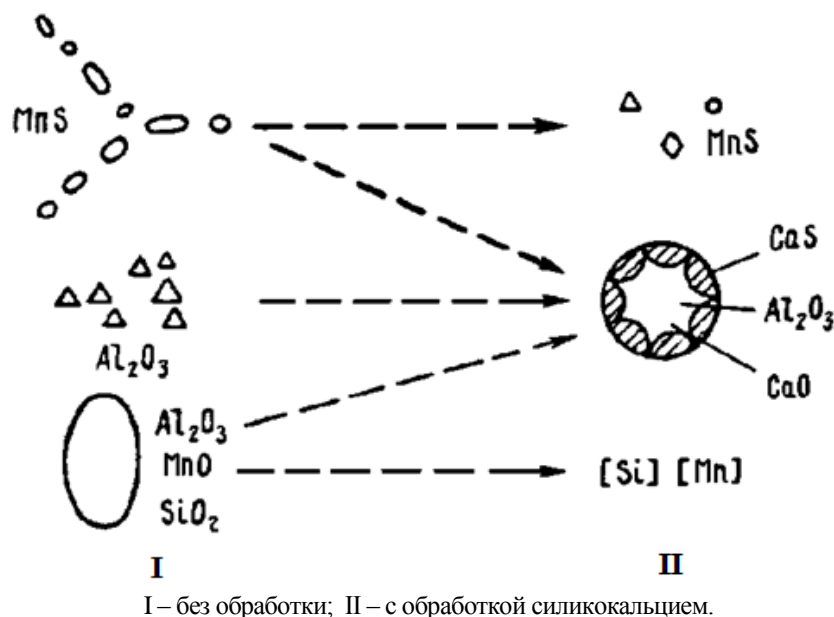 MnS
MnS
CaS
Al₂O₃
CaO
Al₂O₃
Al₂O₃
MnO
SiO₂
[Si] [Mn]
I
II
I – без обработки; II – с обработкой силикокальцием.